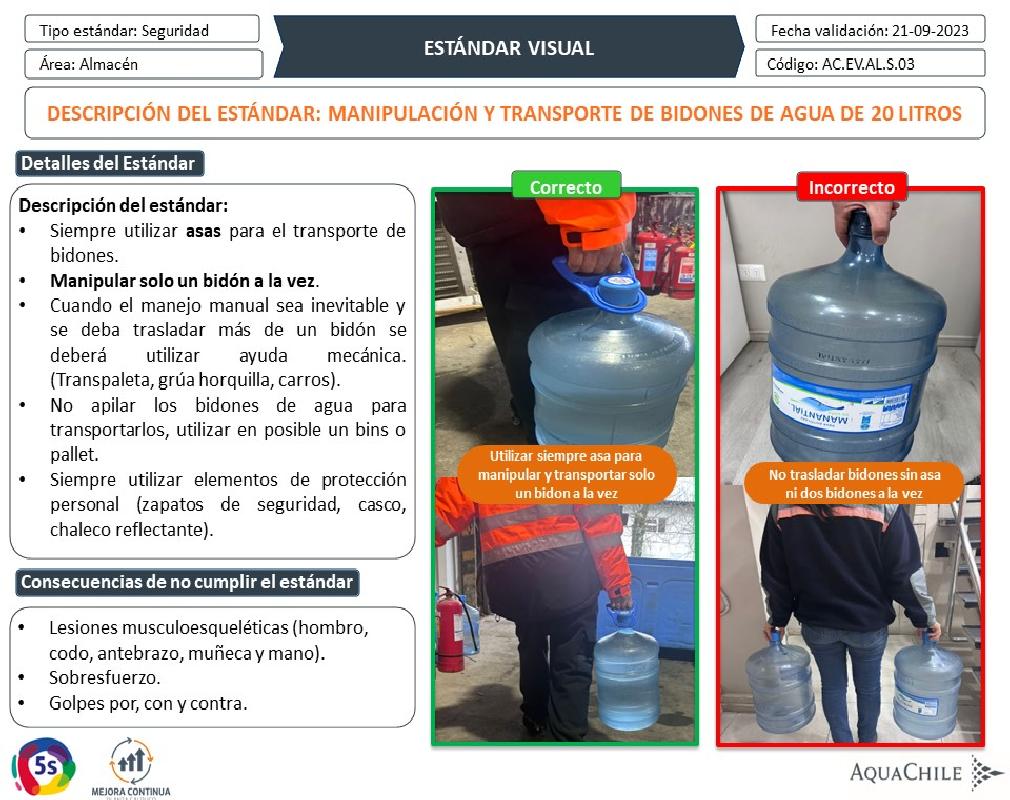 Tipo estándar: Seguridad
Área: Almacén
ESTÁNDAR VISUAL
Fecha validación: 21-09-2023
Código: AC.EV.AL.S.03
DESCRIPCIÓN DEL ESTÁNDAR: MANIPULACIÓN Y TRANSPORTE DE BIDONES DE AGUA DE 20 LITROS
Detalles del Estándar
Descripción del estándar:
• Siempre utilizar asas para el transporte de
bidones.
• Manipular solo un bidón a la vez.
• Cuando el manejo manual sea inevitable y
se deba trasladar más de un bidón se
deberá utilizar ayuda mecánica.
(Transpaleta, grúa horquilla, carros).
• No apilar los bidones de agua para
transportarlos, utilizar en posible un bins o
pallet.
• Siempre utilizar elementos de protección
personal (zapatos de seguridad, casco,
chaleco reflectante).
Consecuencias de no cumplir el estándar
• Lesiones musculoesqueléticas (hombro,
codo, antebrazo, muñeca y mano).
• Sobresfuerzo.
• Golpes por, con y contra.
Correcto
Utilizar siempre asa para
manipular y transportar solo
un bidon a la vez
Incorrecto
MANANTIAL
No trasladar bidones sin asa
ni dos bidones a la vez
5s
MEJORA CONTINUA
AQUACHILE